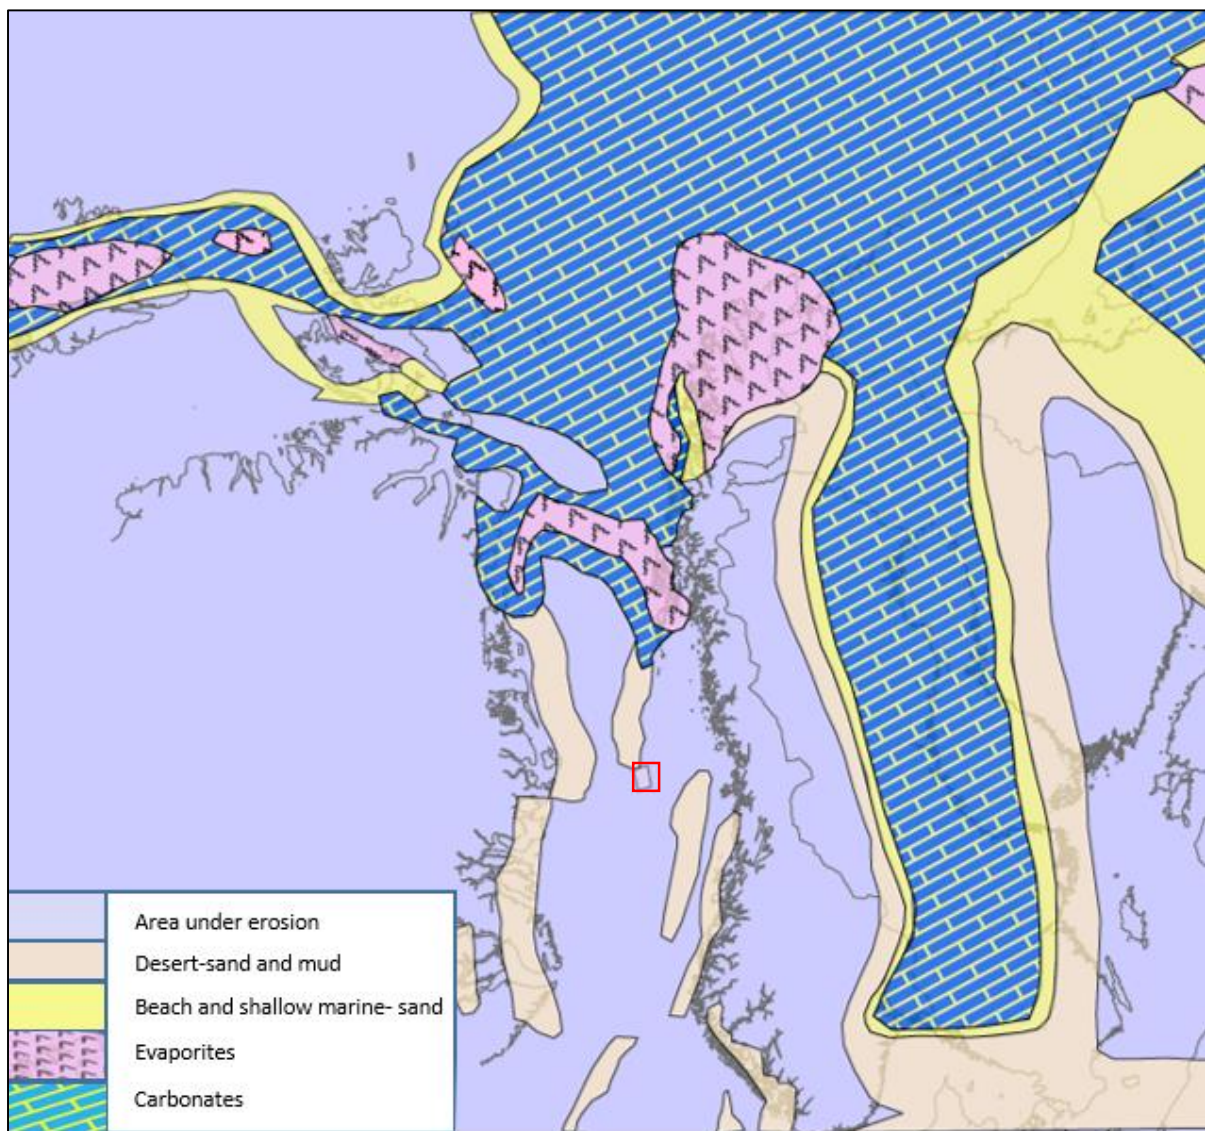 Area under erosion
Desert-sand and mud
Beach and shallow marine- sand
Evaporites
Carbonates